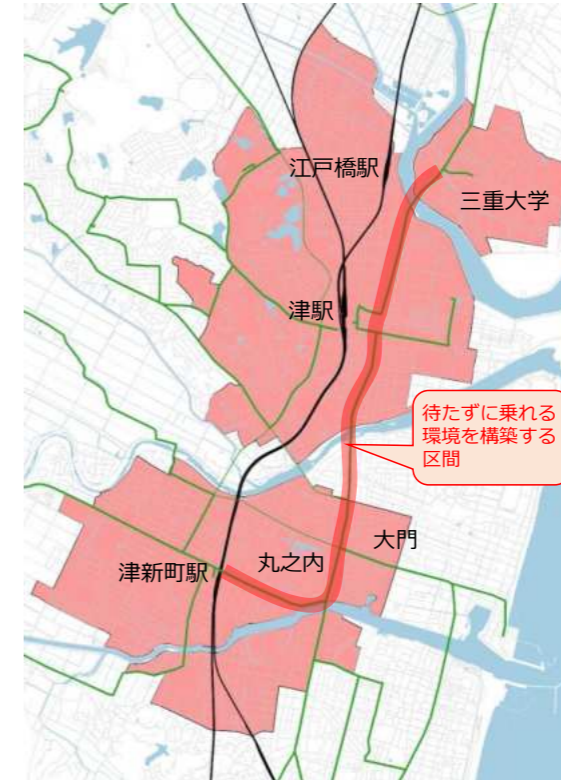 江戸橋駅
三重大学
津駅
待たずに乗れる
環境を構築する
区間
大門
丸之内
津新町駅